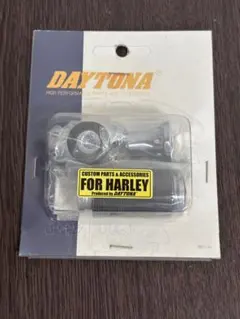 DAYTONA
CUSTOM PARTS & ACCESSORIES
FOR HARLEY
Produced by DAYTONA